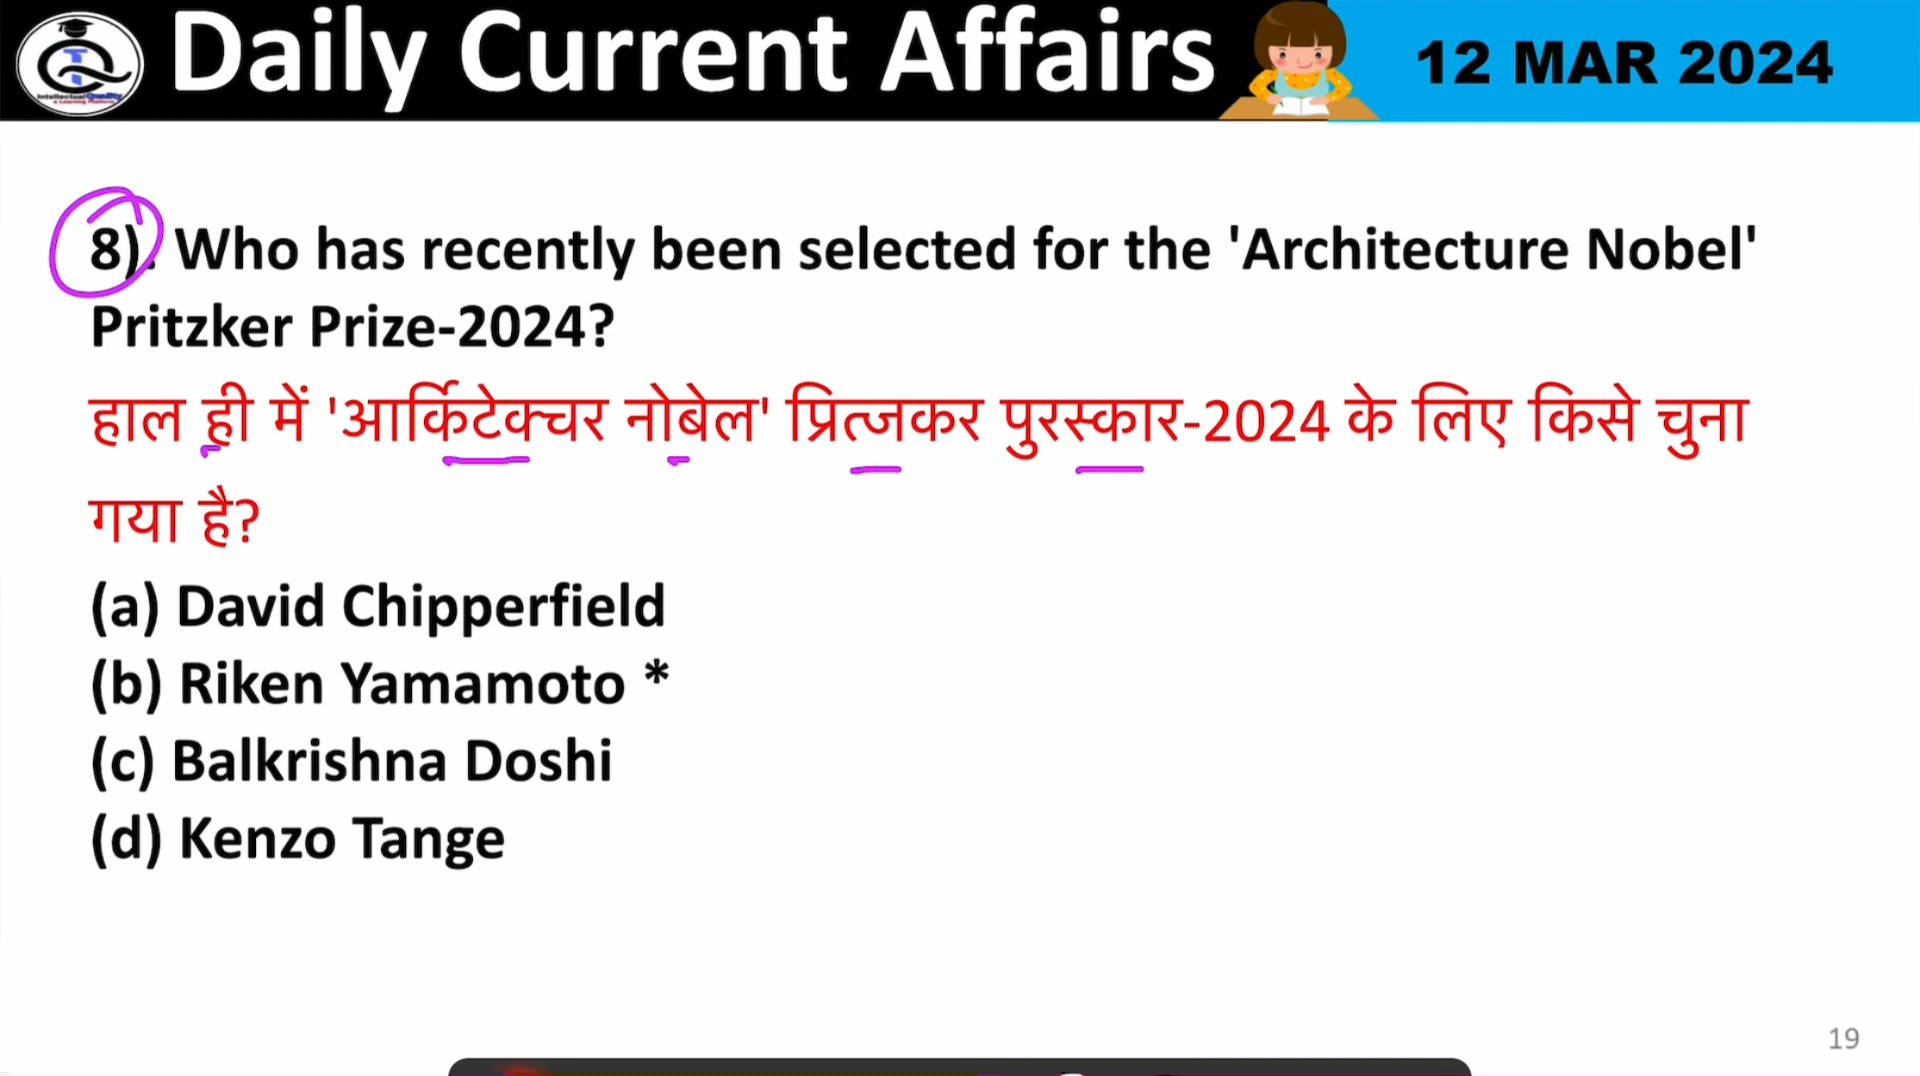 Daily Current Affairs
12 MAR 2024
8). Who has recently been selected for the 'Architecture Nobel'
Pritzker Prize-2024?
हाल ही में 'आर्किटेक्चर नोबेल' प्रित्जकर पुरस्कार-2024 के लिए किसे चुना
गया है?
(a) David Chipperfield
(b) Riken Yamamoto *
(c) Balkrishna Doshi
(d) Kenzo Tange
19